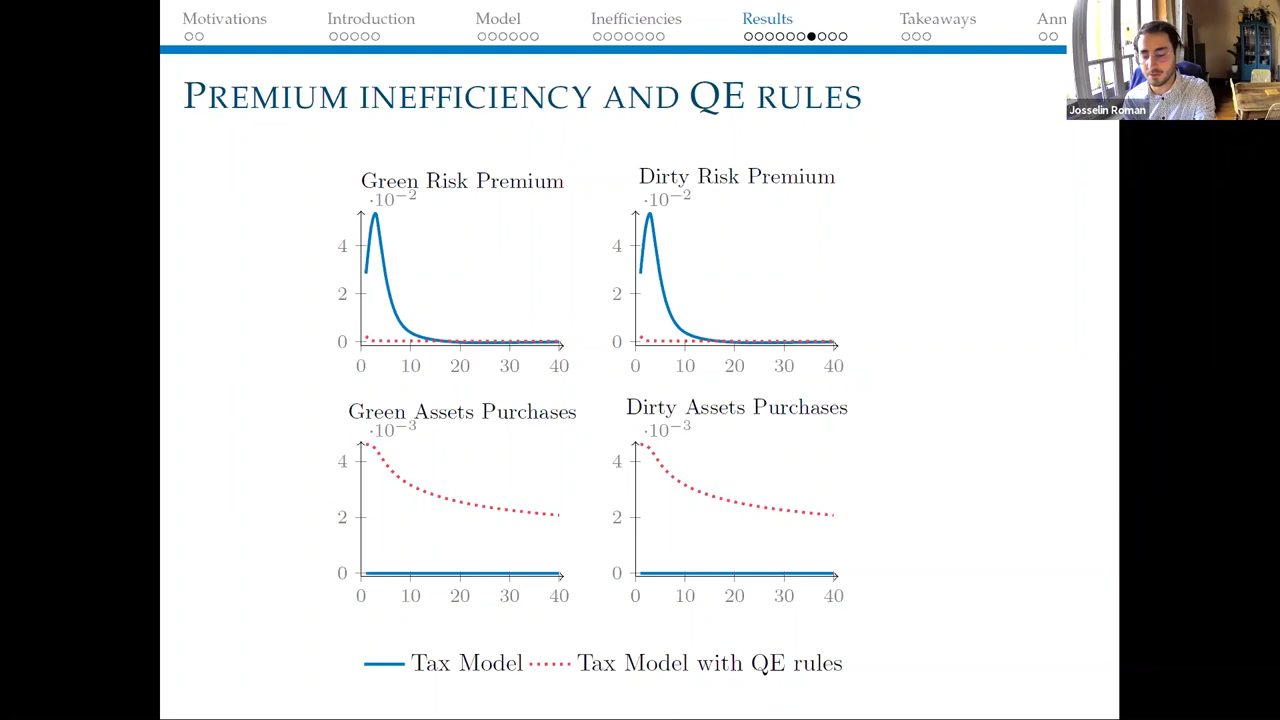 Motivations Introduction Model Inefficiencies Results Takeaways Ann
Josselin Roman
PREMIUM INEFFICIENCY AND QE RULES
Green Risk Premium Dirty Risk Premium
·10⁻² ·10⁻²
4 4
2 2
0 0
0 10 20 30 40 0 10 20 30 40
Green Assets Purchases Dirty Assets Purchases
·10⁻³ ·10⁻³
4 4
2 2
0 0
0 10 20 30 40 0 10 20 30 40
Tax Model Tax Model with QE rules